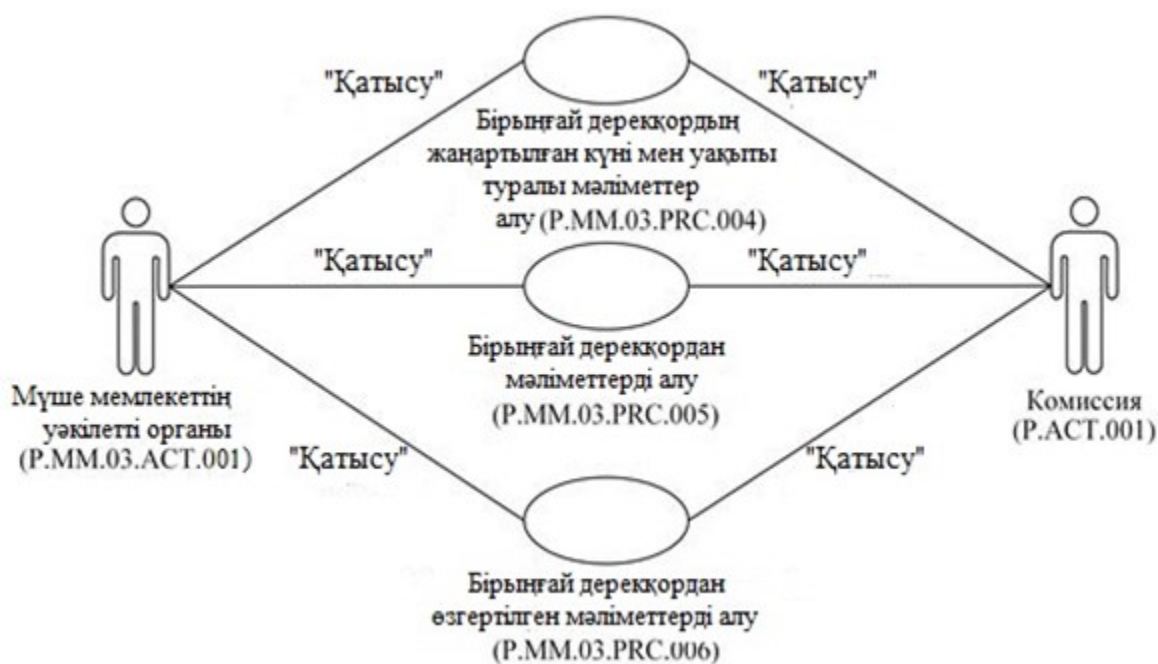 "Қатысу"
"Қатысу"
Бірыңғай дерекқордың
жаңартылған күні мен уақыты
туралы мәліметтер
алу (P.MM.03.PRC.004)
"Қатысу"
"Қатысу"
Бірыңғай дерекқордан
мәліметтерді алу
(P.MM.03.PRC.005)
Мүше мемлекеттің
уәкілетті органы
(P.MM.03.ACT.001)
Комиссия
(P.ACT.001)
"Қатысу"
"Қатысу"
Бірыңғай дерекқордан
өзгертілген мәліметтерді алу
(P.MM.03.PRC.006)